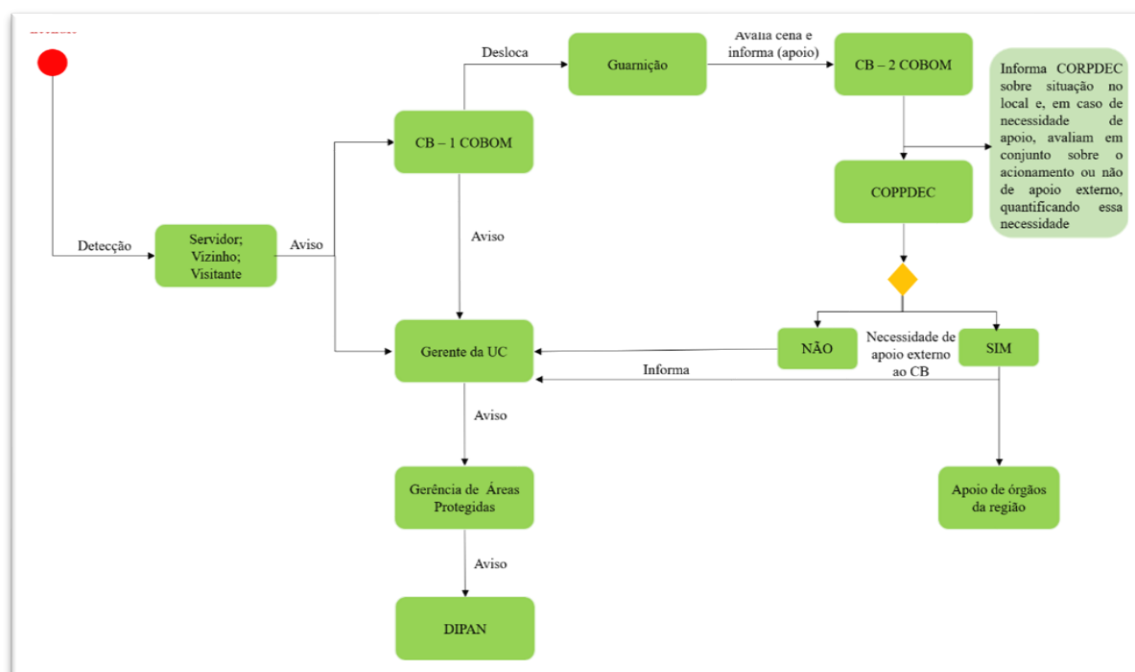 Desloca
Guarnição
Avalia cena e
informa (apoio)
CB – 2 COBOM
Informa CORPDEC
sobre situação no
local e, em caso de
necessidade de
apoio, avaliam em
conjunto sobre o
acionamento ou não
de apoio externo,
quantificando essa
necessidade
CB – 1 COBOM
COPPDEC
Detecção
Servidor;
Vizinho;
Visitante
Aviso
Aviso
Gerente da UC
NÃO
Necessidade de
apoio externo
ao CB
SIM
Informa
Aviso
Gerência de Áreas
Protegidas
Apoio de órgãos
da região
Aviso
DIPAN